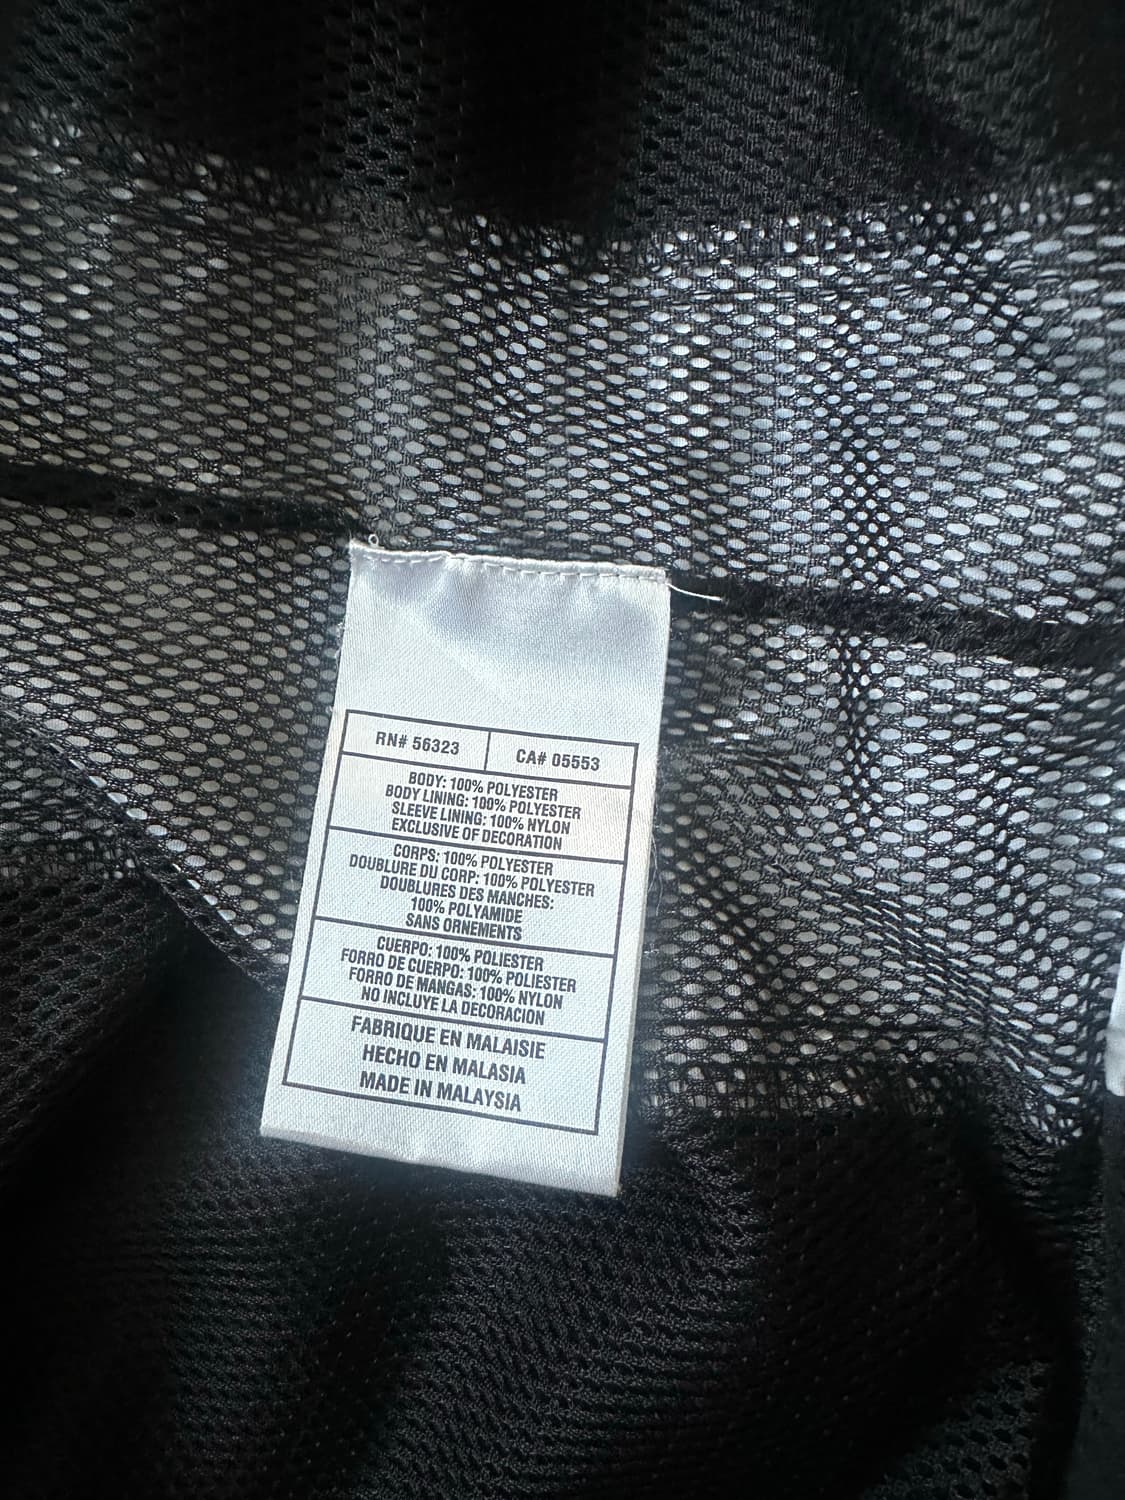 RN# 56323
CA# 05553
BODY: 100% POLYESTER
BODY LINING: 100% POLYESTER
SLEEVE LINING: 100% NYLON
EXCLUSIVE OF DECORATION
CORPS: 100% POLYESTER
DOUBLURE DU CORP: 100% POLYESTER
DOUBLURES DES MANCHES:
100% POLYAMIDE
SANS ORNEMENTS
CUERPO: 100% POLIESTER
FORRO DE CUERPO: 100% POLIESTER
FORRO DE MANGAS: 100% NYLON
NO INCLUYE LA DECORACION
FABRIQUE EN MALAISIE
HECHO EN MALASIA
MADE IN MALAYSIA